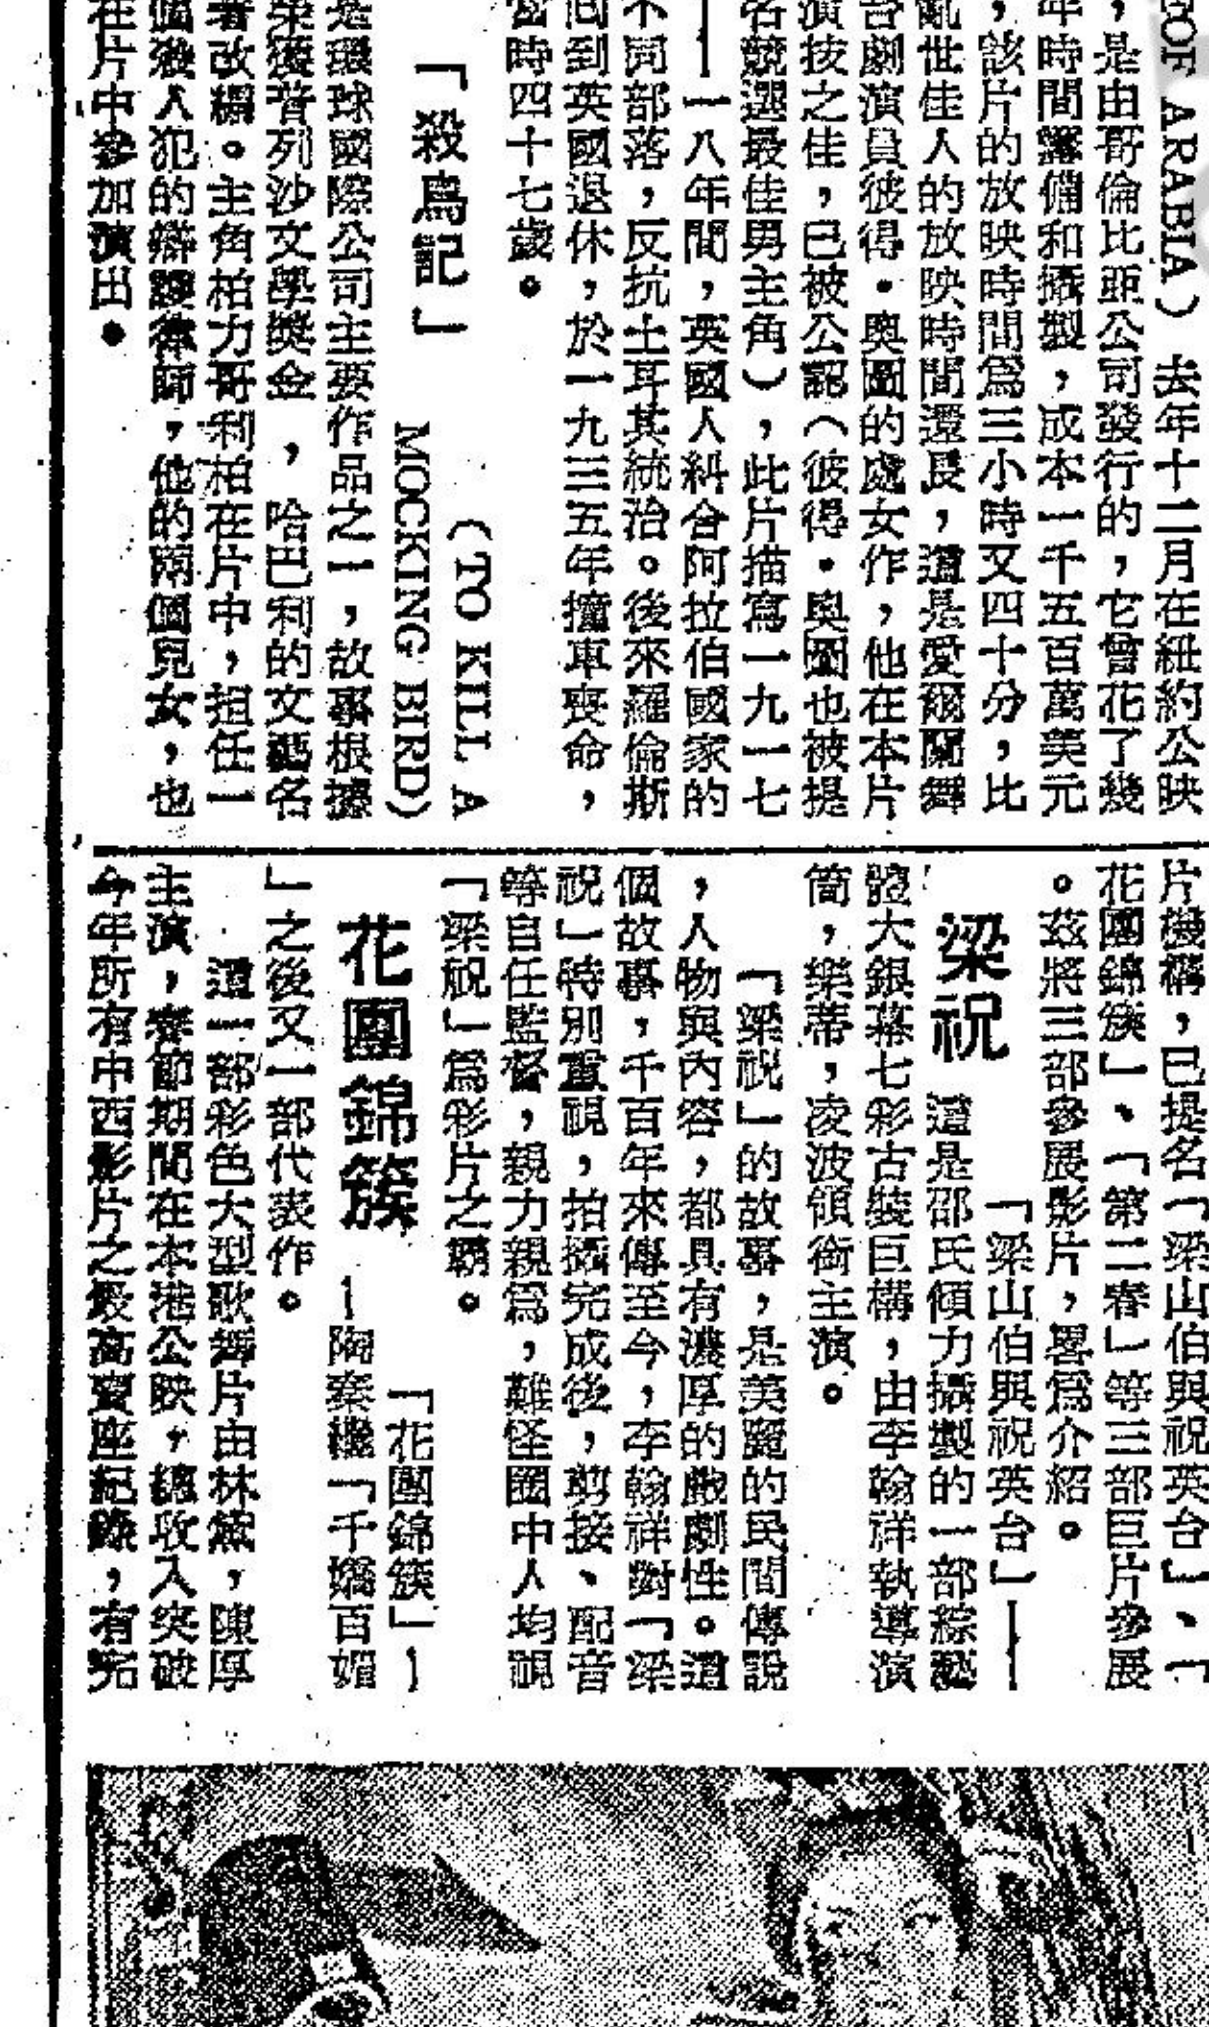 OF ARABIA）去年十二月在紐約公映
，是由哥倫比亞公司發行的，它曾花了幾
年時間籌備和攝製，成本一千五百萬美元
，該片的放映時間為三小時又四十分，比
亂世佳人的放映時間還長，這是愛爾蘭舞
台劇演員彼得・奧圖的處女作，他在本片
演技之佳，已被公認（彼得・奧圖也被提
名競選最佳男主角），此片描寫一九一七
——一八年間，英國人糾合阿拉伯國家的
不同部落，反抗土耳其統治。後來羅倫斯
回到英國退休，於一九三五年撞車喪命，
當時四十七歲。
「殺鳥記」
（TO KILL A
MOCKING BIRD)
是環球國際公司主要作品之一，故事根據
榮獲普列沙文學獎金，哈巴利的文藝名
著改編。主角柏力哥利柏在片中，担任一
個殺人犯的辯護律師，他的兩個兒女，也
在片中參加演出。
片機構，已提名「梁山伯與祝英台」、「
花團錦簇」、「第二春」等三部巨片參展
。茲將三部參展影片，畧為介紹。
梁祝
「梁山伯與祝英台」——
這是邵氏傾力攝製的一部綜藝
體大銀幕七彩古裝巨構，由李翰祥執導演
筒，樂蒂，凌波領銜主演。
「梁祝」的故事，是美麗的民間傳說
，人物與內容，都具有濃厚的戲劇性。這
個故事，千百年來傳至今，李翰祥對「梁
祝」特別重視，拍攝完成後，剪接、配音
等自任監督，親力親為，難怪圈中人均視
「梁祝」為彩片之霸。
花團錦簇
「花團錦簇」—
—陶秦繼「千嬌百媚
」之後又一部代表作。
這一部彩色大型歌舞片由林黛，陳厚
主演，春節期間在本港公映，總收入突破
今年所有中西影片之最高賣座紀錄，有完